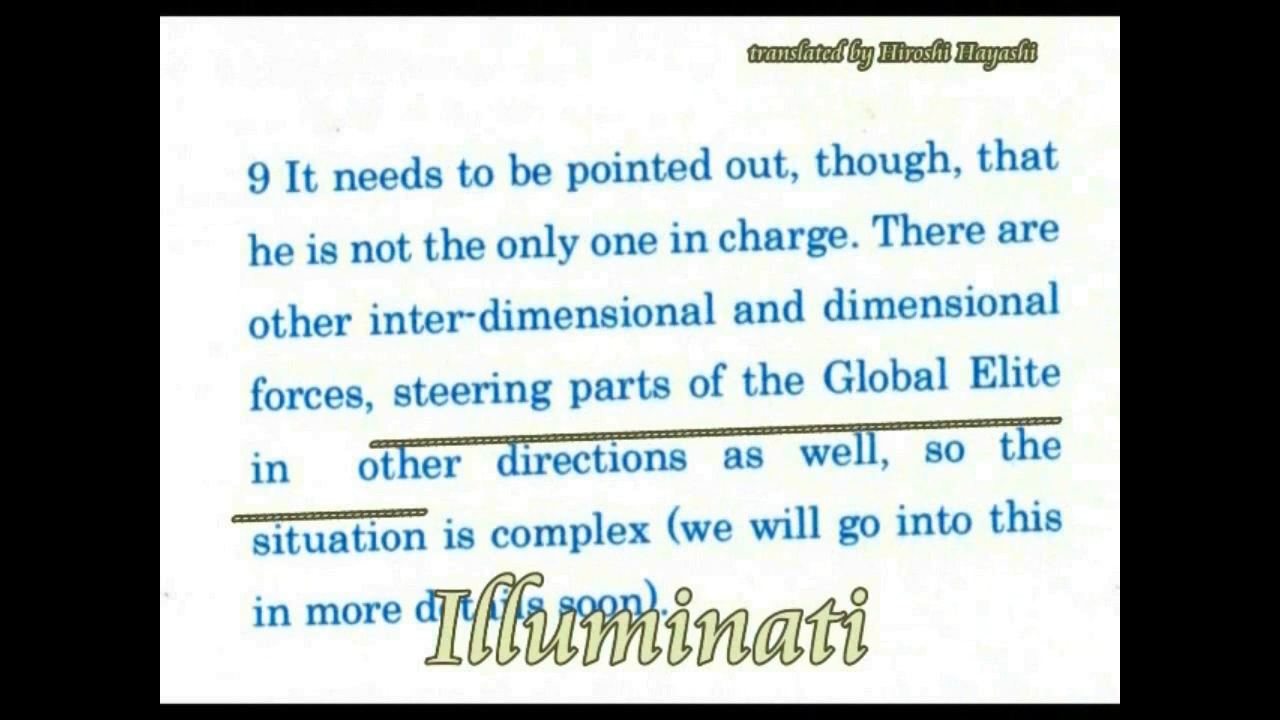 translated by Hiroshi Hayashi
9 It needs to be pointed out, though, that
he is not the only one in charge. There are
other inter-dimensional and dimensional
forces, steering parts of the Global Elite
in other directions as well, so the
situation is complex (we will go into this
in more details soon).
Illuminati